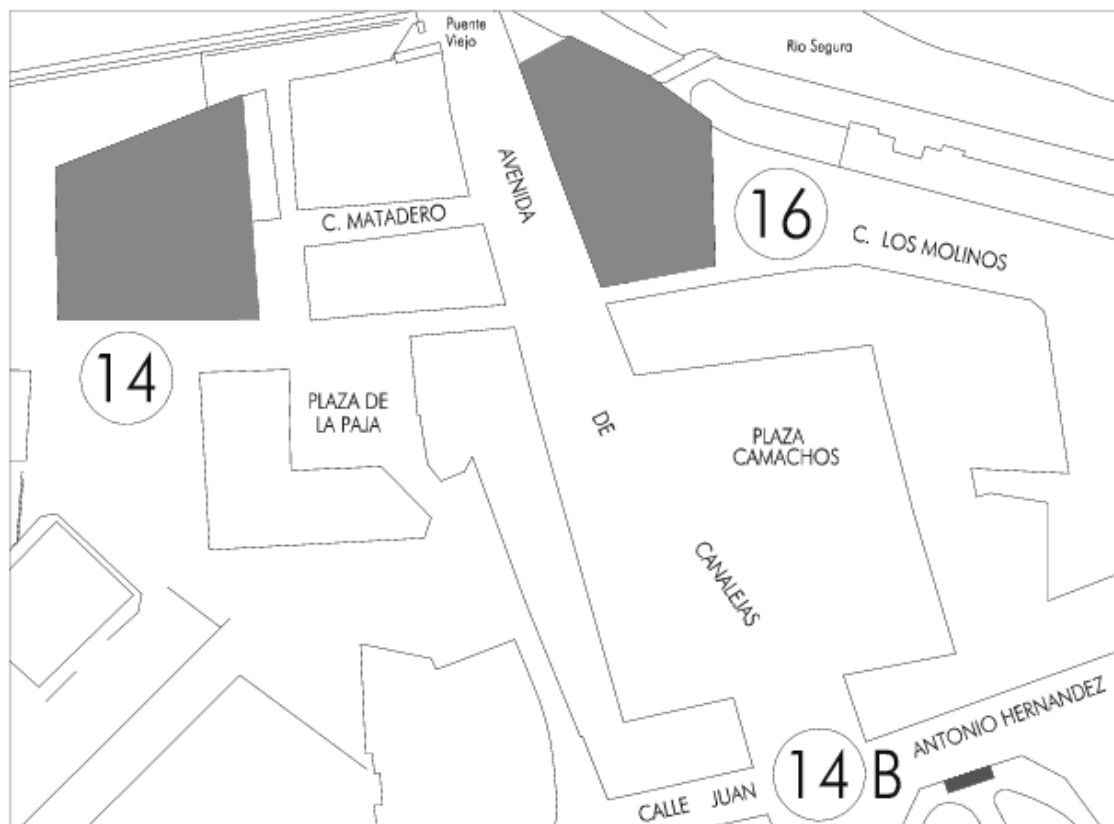 Puente
Viejo
Rio Segura
AVENIDA
C. MATADERO
16
C. LOS MOLINOS
14
PLAZA DE
LA PAJA
DE
PLAZA
CAMACHOS
CANALEJAS
ANTONIO HERNANDEZ
14 B
CALLE JUAN